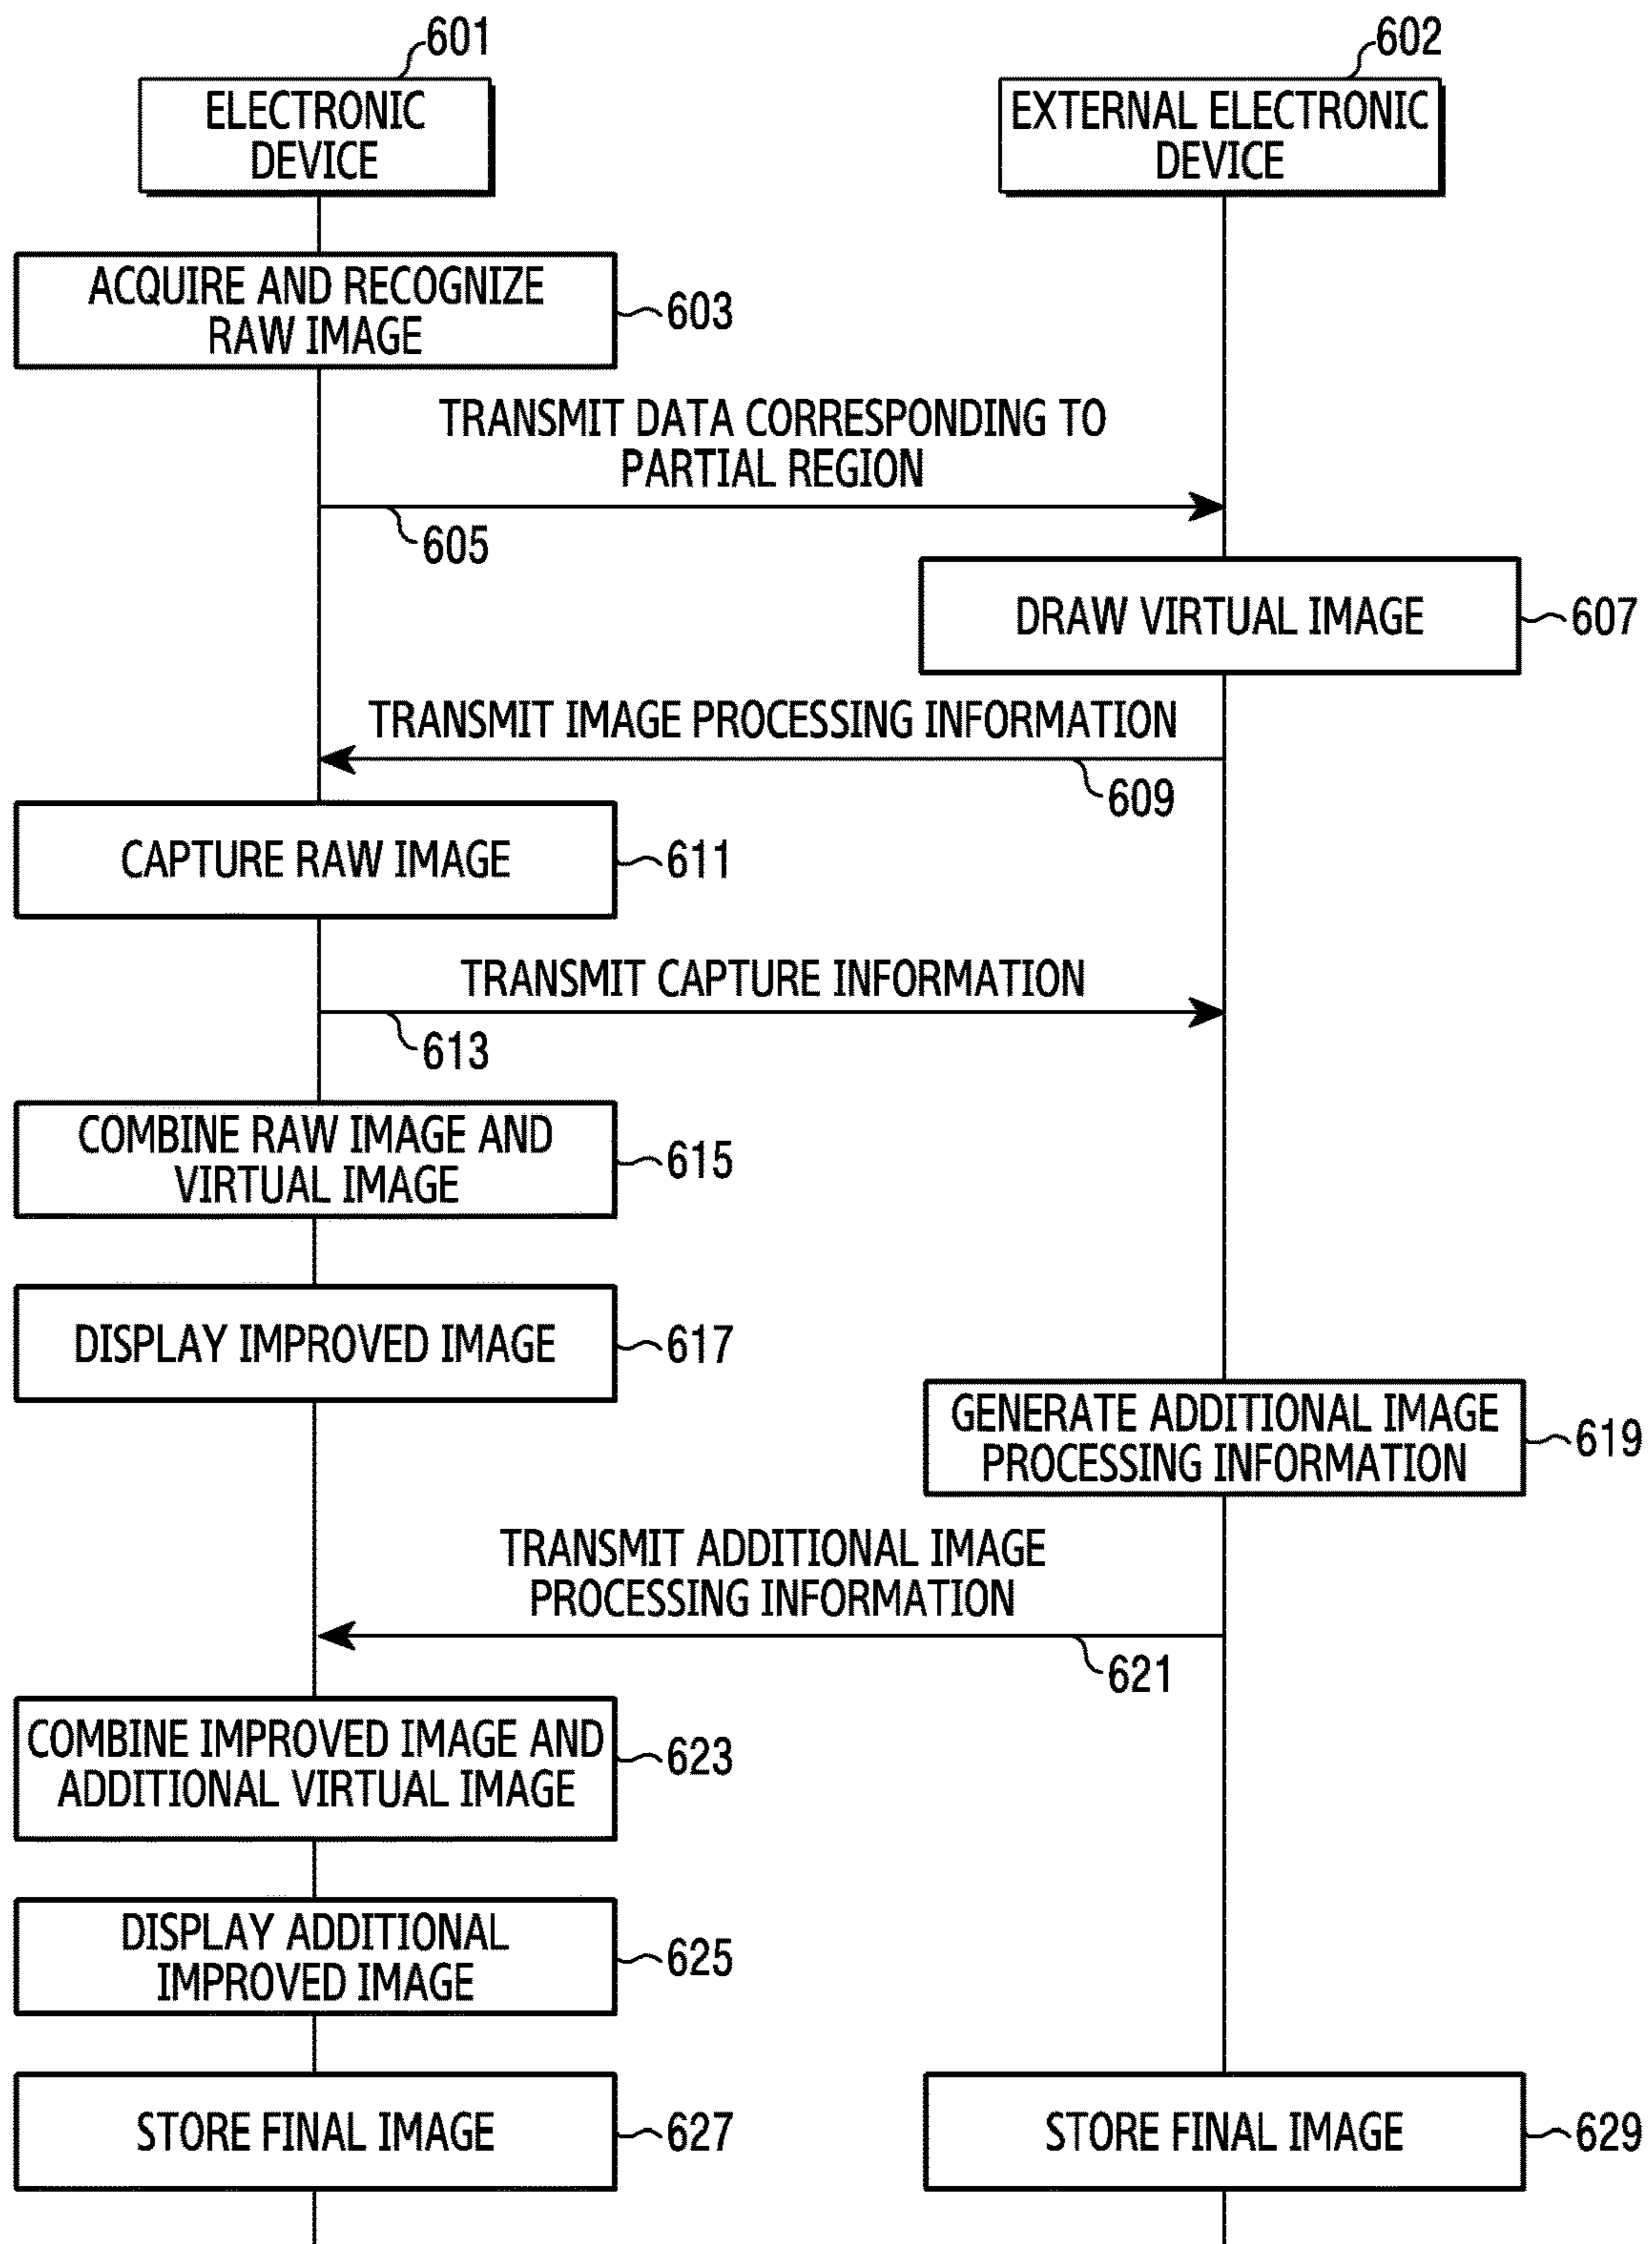 601
602
ELECTRONIC
DEVICE
EXTERNAL ELECTRONIC
DEVICE
ACQUIRE AND RECOGNIZE
RAW IMAGE
603
TRANSMIT DATA CORRESPONDING TO
PARTIAL REGION
605
DRAW VIRTUAL IMAGE
607
TRANSMIT IMAGE PROCESSING INFORMATION
609
CAPTURE RAW IMAGE
611
TRANSMIT CAPTURE INFORMATION
613
COMBINE RAW IMAGE AND
VIRTUAL IMAGE
615
DISPLAY IMPROVED IMAGE
617
GENERATE ADDITIONAL IMAGE
PROCESSING INFORMATION
619
TRANSMIT ADDITIONAL IMAGE
PROCESSING INFORMATION
621
COMBINE IMPROVED IMAGE AND
ADDITIONAL VIRTUAL IMAGE
623
DISPLAY ADDITIONAL
IMPROVED IMAGE
625
STORE FINAL IMAGE
627
STORE FINAL IMAGE
629